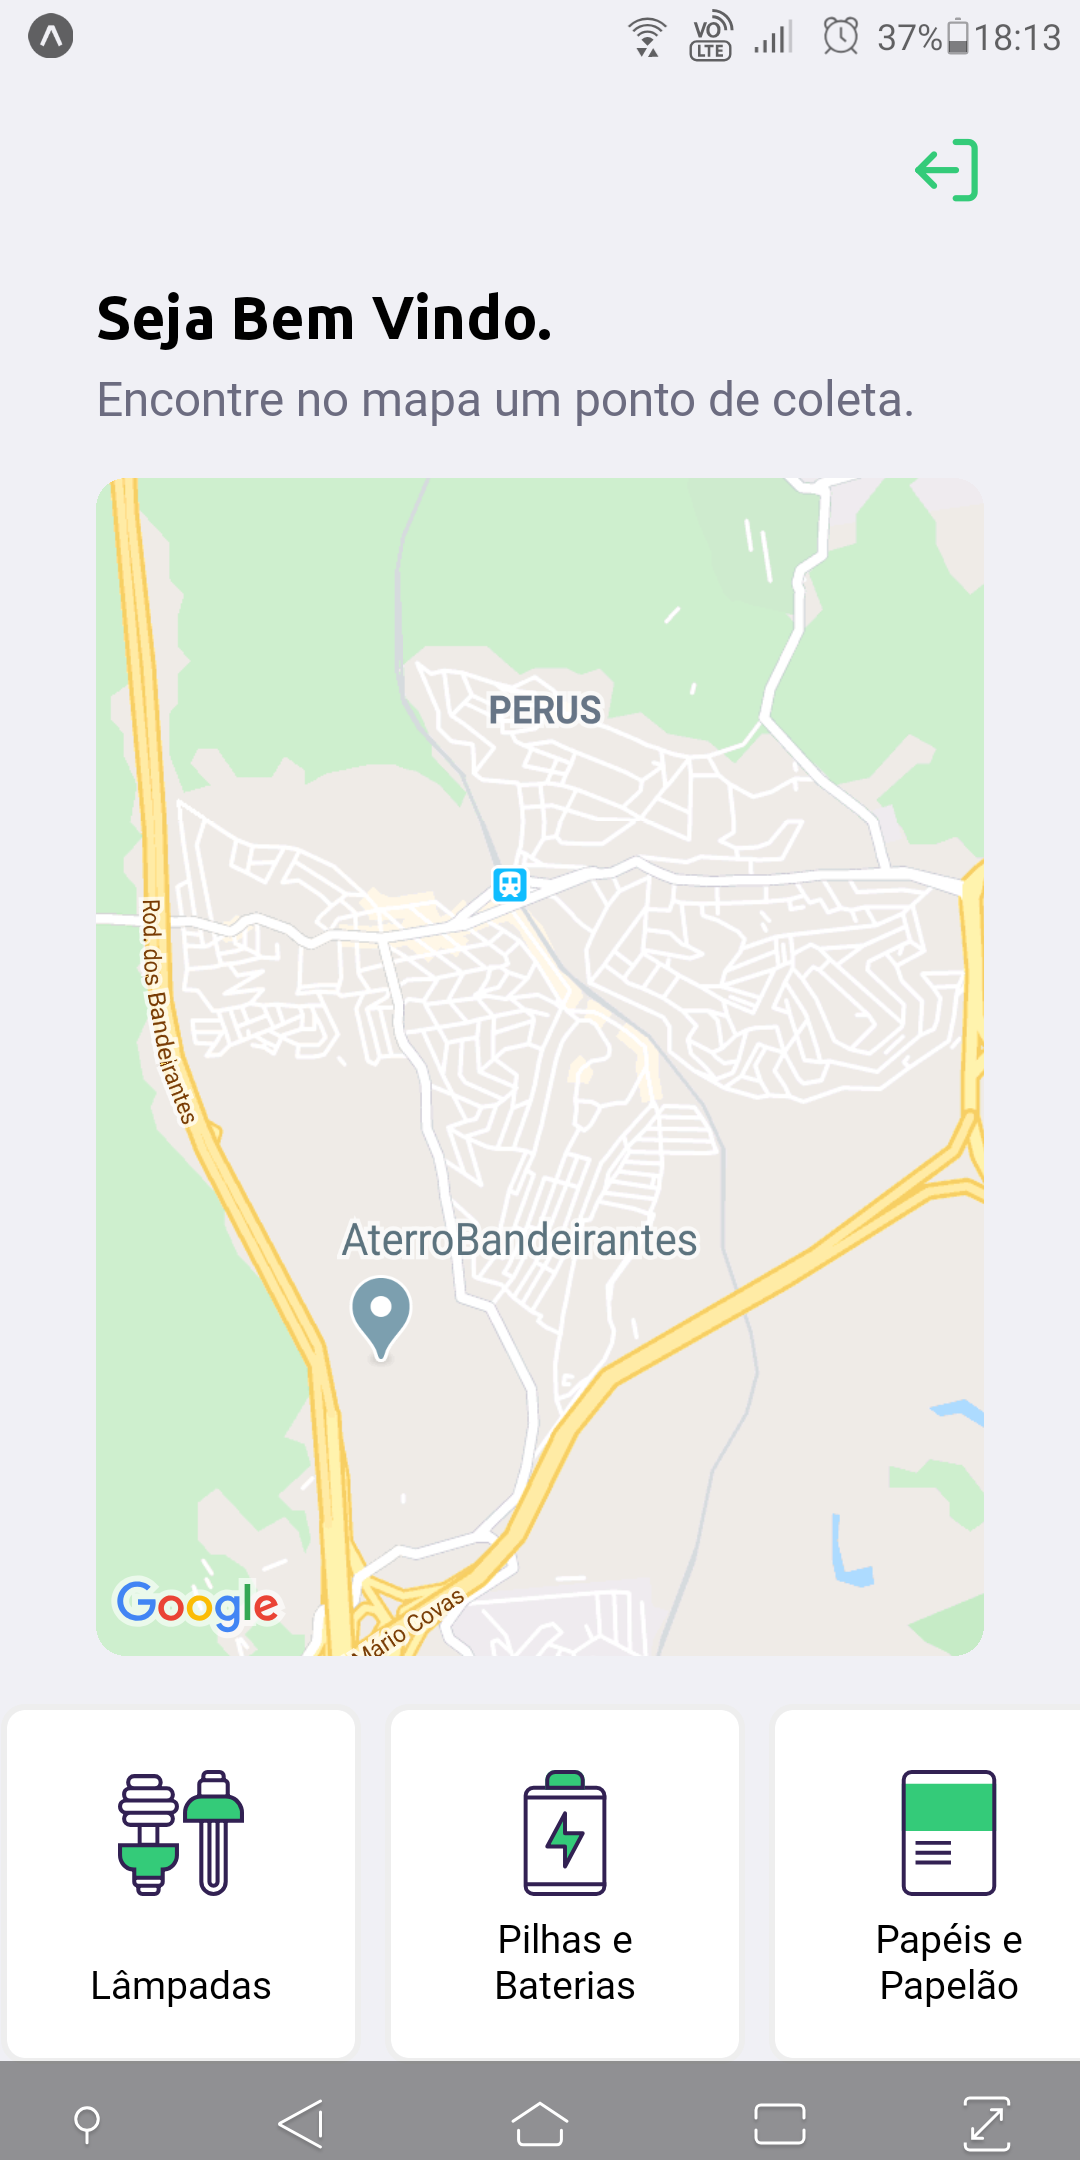 VO
LTE
37%
18:13
Seja Bem Vindo.
Encontre no mapa um ponto de coleta.
PERUS
Rod. dos Bandeirantes
AterroBandeirantes
Mário Covas
Google
Lâmpadas
Pilhas e
Baterias
Papéis e
Papelão